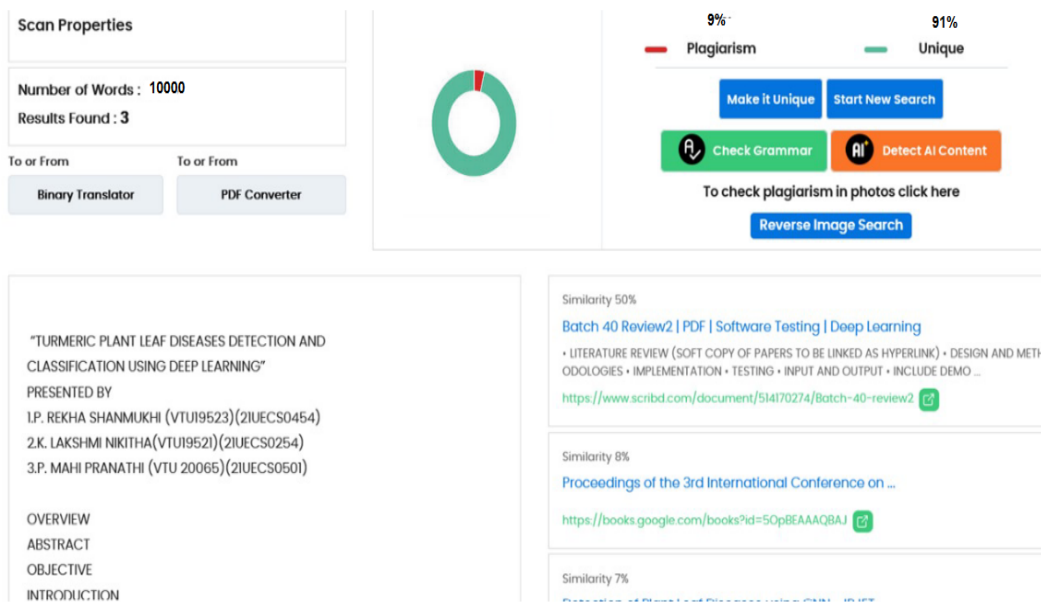 Scan Properties
Number of Words : 10000
Results Found : 3
To or From
To or From
Binary Translator
PDF Converter
9%
91%
Plagiarism
Unique
Make it Unique
Start New Search
Check Grammar
AI Detect AI Content
To check plagiarism in photos click here
Reverse Image Search
"TURMERIC PLANT LEAF DISEASES DETECTION AND
CLASSIFICATION USING DEEP LEARNING"
PRESENTED BY
1.P. REKHA SHANMUKHI (VTU19523)(21UECS0454)
2.K. LAKSHMI NIKITHA(VTU19521)(21UECS0254)
3.P. MAHI PRANATHI (VTU 20065)(21UECS0501)
OVERVIEW
ABSTRACT
OBJECTIVE
INTRODUCTION
Similarity 50%
Batch 40 Review2 | PDF | Software Testing | Deep Learning
• LITERATURE REVIEW (SOFT COPY OF PAPERS TO BE LINKED AS HYPERLINK) • DESIGN AND METH
ODOLOGIES • IMPLEMENTATION • TESTING • INPUT AND OUTPUT • INCLUDE DEMO ...
https://www.scribd.com/document/514170274/Batch-40-review2
Similarity 8%
Proceedings of the 3rd International Conference on ...
https://books.google.com/books?id=5OpBEAAAQBAJ
Similarity 7%